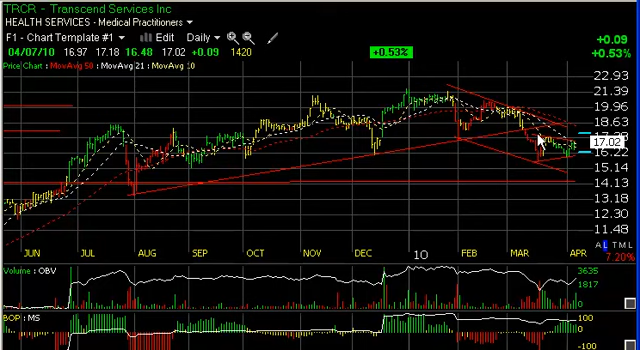 TRCR - Transcend Services Inc
HEALTH SERVICES - Medical Practitioners
F1 - Chart Template #1 Edit Daily
04/07/10 16.97 17.18 16.48 17.02 +0.09 1420
+0.53%
+0.09
+0.53%
Price Chart : MovAvg 50 : MovAvg 21 : MovAvg 10
22.93
21.39
19.96
18.63
17.02
16.22
15.14
14.13
13.18
12.30
11.48
JUN JUL AUG SEP OCT NOV DEC 10 FEB MAR APR
A L T M L
7.20%
Volume : OBV
3635
1817
BOP : MS
100
0
-100